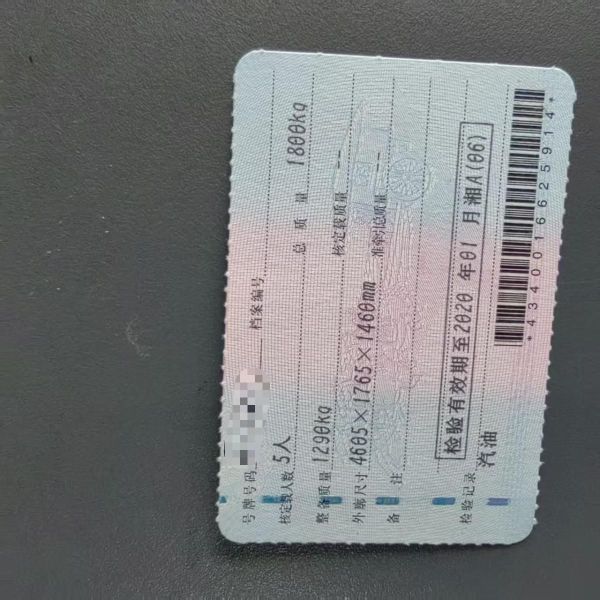 号牌号码 档案编号
核定载人数 5人 总质量 1800kg
整备质量 1290kg 核定载质量 --
外廓尺寸 4605×1765×1460mm 准牵引总质量 --
备注
检验有效期至2020年01月湘A(06)
检验记录 汽油
*4340016625914*